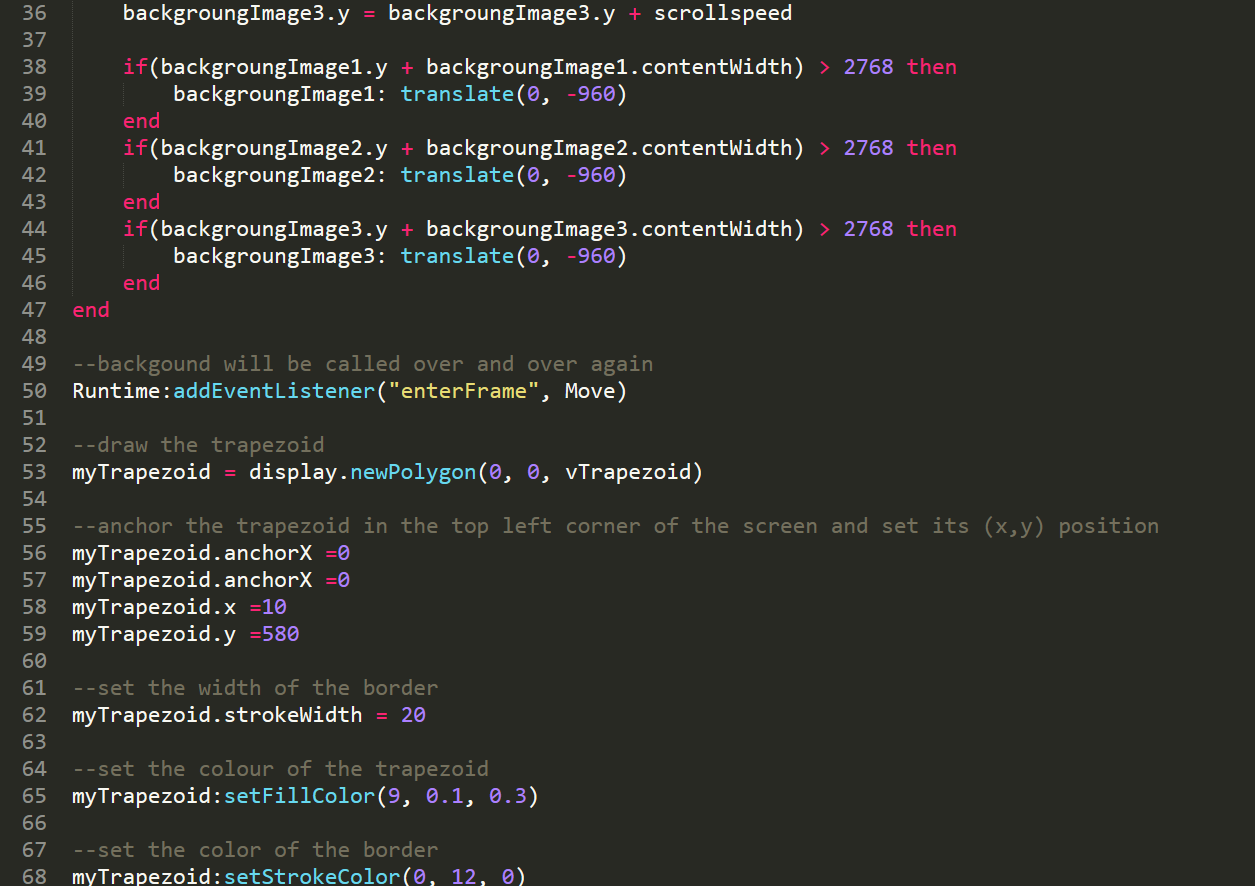 36 backgroungImage3.y = backgroungImage3.y + scrollspeed
37
38 if(backgroungImage1.y + backgroungImage1.contentWidth) > 2768 then
39 backgroungImage1: translate(0, -960)
40 end
41 if(backgroungImage2.y + backgroungImage2.contentWidth) > 2768 then
42 backgroungImage2: translate(0, -960)
43 end
44 if(backgroungImage3.y + backgroungImage3.contentWidth) > 2768 then
45 backgroungImage3: translate(0, -960)
46 end
47 end
48
49 --backgound will be called over and over again
50 Runtime:addEventListener("enterFrame", Move)
51
52 --draw the trapezoid
53 myTrapezoid = display.newPolygon(0, 0, vTrapezoid)
54
55 --anchor the trapezoid in the top left corner of the screen and set its (x,y) position
56 myTrapezoid.anchorX =0
57 myTrapezoid.anchorX =0
58 myTrapezoid.x =10
59 myTrapezoid.y =580
60
61 --set the width of the border
62 myTrapezoid.strokeWidth = 20
63
64 --set the colour of the trapezoid
65 myTrapezoid:setFillColor(9, 0.1, 0.3)
66
67 --set the color of the border
68 myTrapezoid:setStrokeColor(0, 12, 0)